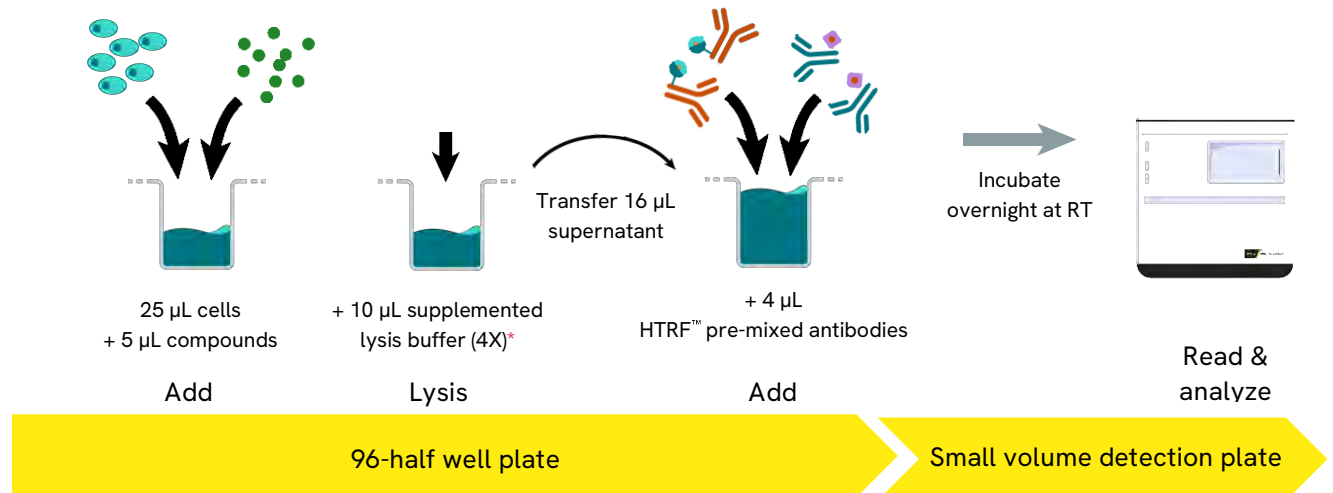 Transfer 16 µL
supernatant
Incubate
overnight at RT
25 µL cells
+ 5 µL compounds
+ 10 µL supplemented
lysis buffer (4X)*
+ 4 µL
HTRF™ pre-mixed antibodies
Add
Lysis
Add
Read &
analyze
96-half well plate
Small volume detection plate